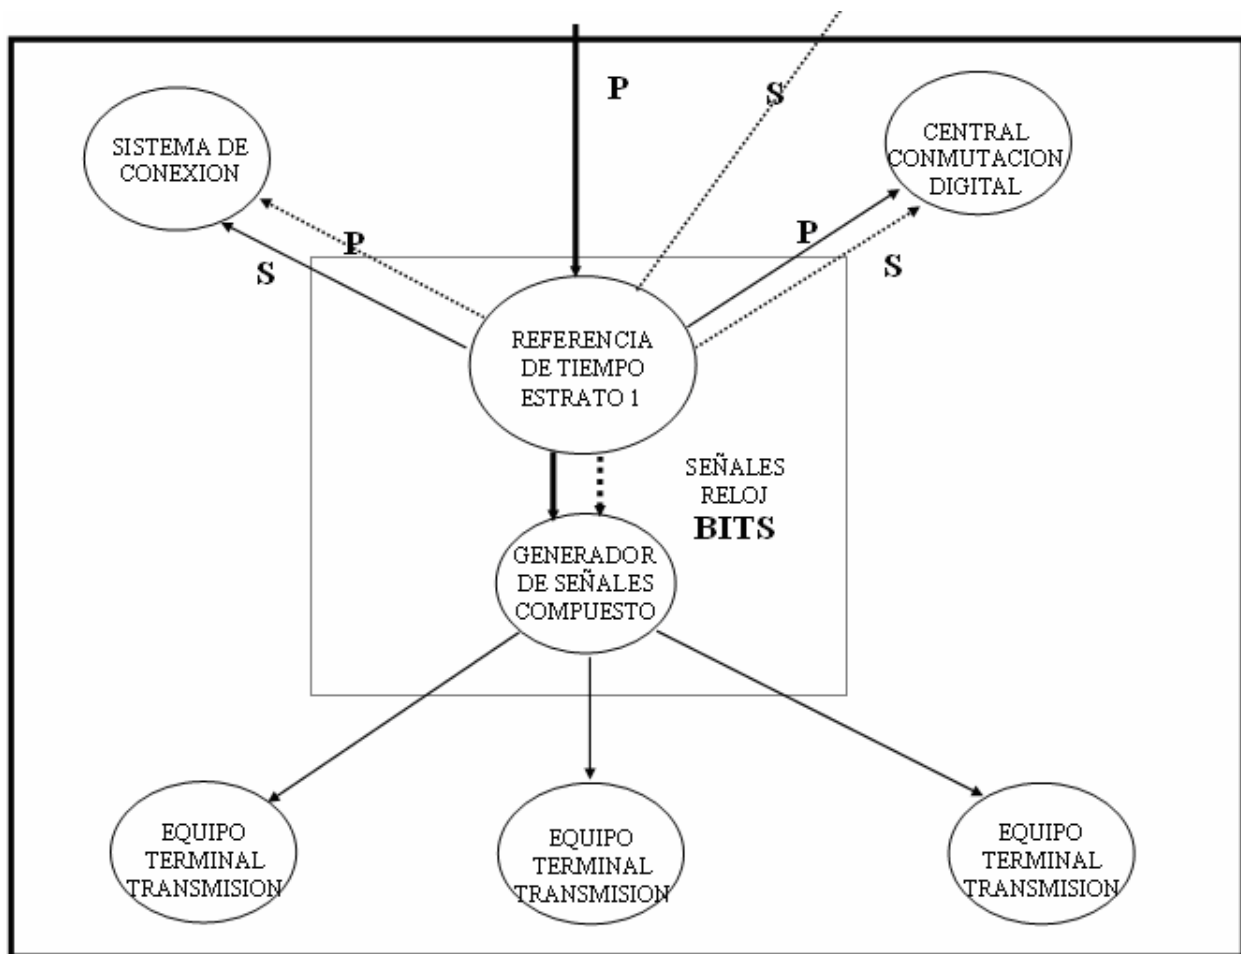 P
S
SISTEMA DE
CONEXION
CENTRAL
CONMUTACION
DIGITAL
P
S
P
S
REFERENCIA
DE TIEMPO
ESTRATO 1
SEÑALES
RELOJ
BITS
GENERADOR
DE SEÑALES
COMPUESTO
EQUIPO
TERMINAL
TRANSMISION
EQUIPO
TERMINAL
TRANSMISION
EQUIPO
TERMINAL
TRANSMISION